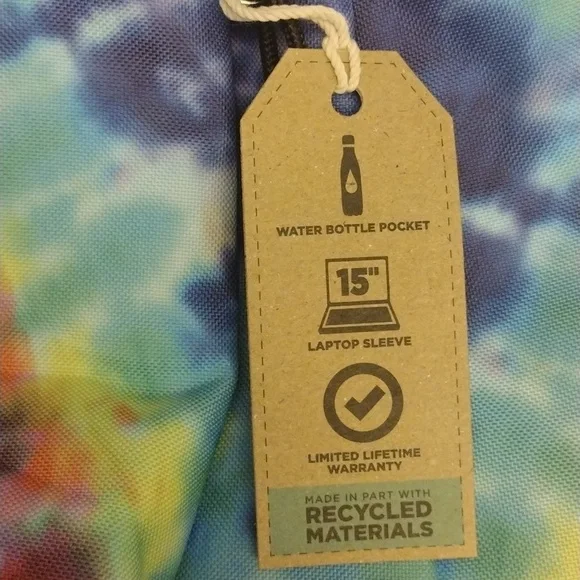 WATER BOTTLE POCKET
15"
LAPTOP SLEEVE
LIMITED LIFETIME
WARRANTY
MADE IN PART WITH
RECYCLED
MATERIALS